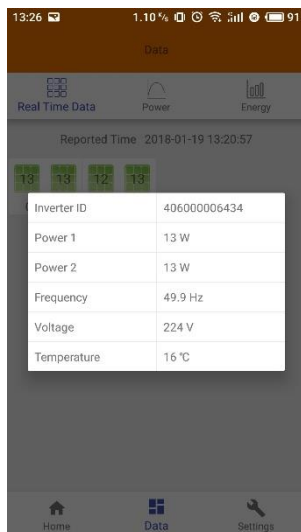 13:26 1.10 K/s 91
Data
Real Time Data Power Energy
Reported Time 2018-01-19 13:20:57
13 13 12 13
Inverter ID 406000006434
Power 1 13 W
Power 2 13 W
Frequency 49.9 Hz
Voltage 224 V
Temperature 16 ℃
Home Data Settings